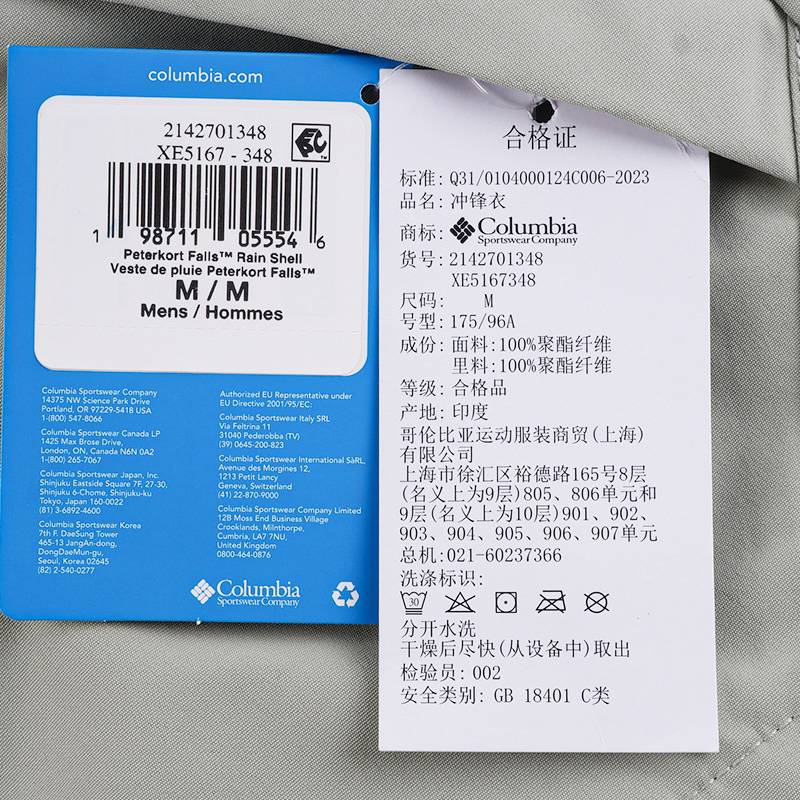 columbia.com
2142701348
XE5167 - 348
1 98711 05554 6
Peterkort Falls™ Rain Shell
Veste de pluie Peterkort Falls™
M / M
Mens / Hommes
Columbia Sportswear Company
14375 NW Science Park Drive
Portland, OR 97229-5418 USA
1-(800) 547-8066
Columbia Sportswear Canada LP
1425 Max Brose Drive,
London, ON, Canada N6N 0A2
1-(800) 265-7067
Columbia Sportswear Japan, Inc.
Shinjuku Eastside Square 7F, 27-30,
Shinjuku 6-Chome, Shinjuku-ku
Tokyo, Japan 160-0022
(81) 3-6892-4600
Columbia Sportswear Korea
7th F. DaeSung Tower
465-13 JangAn-dong,
DongDaeMun-gu,
Seoul, Korea 02645
(82) 2-540-0277
Authorized EU Representative under
EU Directive 2001/95/EC:
Columbia Sportswear Italy SRL
Via Feltrina 11
31040 Pederobba (TV)
(39) 0645-200-823
Columbia Sportswear International SàRL,
Avenue des Morgines 12,
1213 Petit Lancy
Geneva, Switzerland
(41) 22-870-9000
Columbia Sportswear Company Limited
12B Moss End Business Village
Crooklands, Milnthorpe,
Cumbria, LA7 7NU,
United Kingdom
0800-464-0876
Columbia
Sportswear Company
合格证
标准: Q31/0104000124C006-2023
品名: 冲锋衣
商标: Columbia
Sportswear Company
货号: 2142701348
XE5167348
尺码: M
号型: 175/96A
成份: 面料:100%聚酯纤维
里料:100%聚酯纤维
等级: 合格品
产地: 印度
哥伦比亚运动服装商贸(上海)
有限公司
上海市徐汇区裕德路165号8层
(名义上为9层)805、806单元和
9层(名义上为10层)901、902、
903、904、905、906、907单元
总机:021-60237366
洗涤标识:
30
分开水洗
干燥后尽快(从设备中)取出
检验员: 002
安全类别: GB 18401 C类